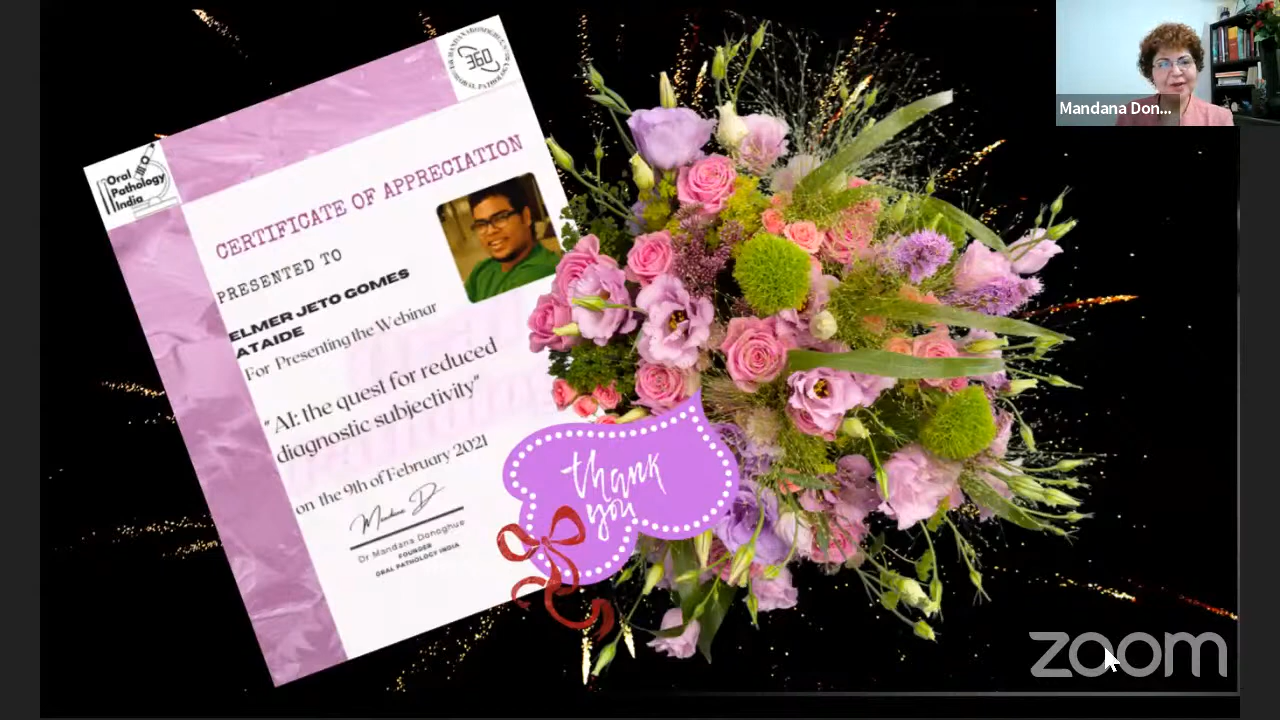 Mandana Don...
360
Oral
Pathology
India
CERTIFICATE OF APPRECIATION
PRESENTED TO
ELMER JETO GOMES
ATAIDE
For Presenting the Webinar
"AI: the quest for reduced
diagnostic subjectivity"
on the 9th of February 2021
Dr Mandana Donoghue
FOUNDER
ORAL PATHOLOGY INDIA
thank
you
zoom